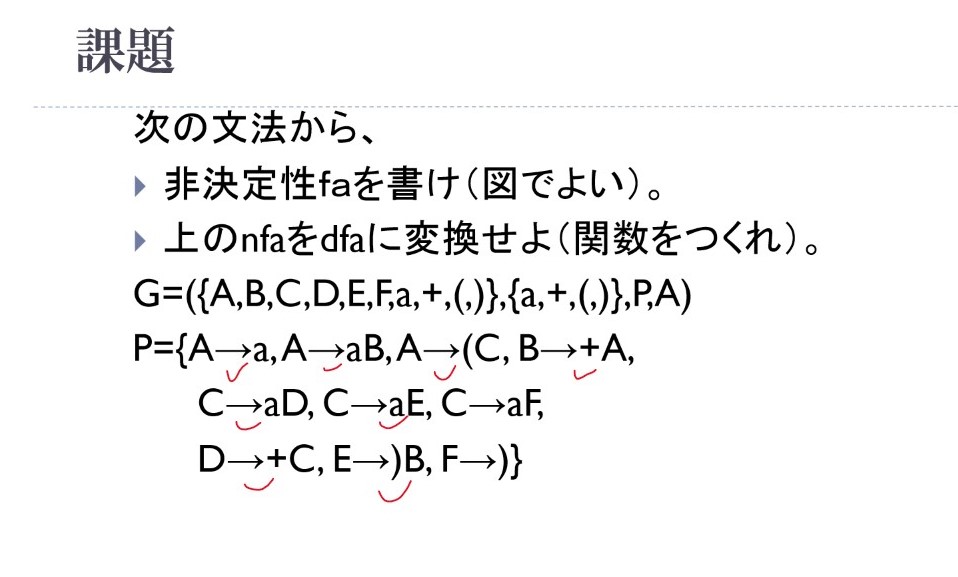 課題
次の文法から、
非決定性faを書け（図でよい）。
上のnfaをdfaに変換せよ（関数をつくれ）。
G=({A,B,C,D,E,F,a,+,(,)},{a,+,(,)},P,A)
P={A→a, A→aB, A→(C, B→+A,
C→aD, C→aE, C→aF,
D→+C, E→)B, F→)}